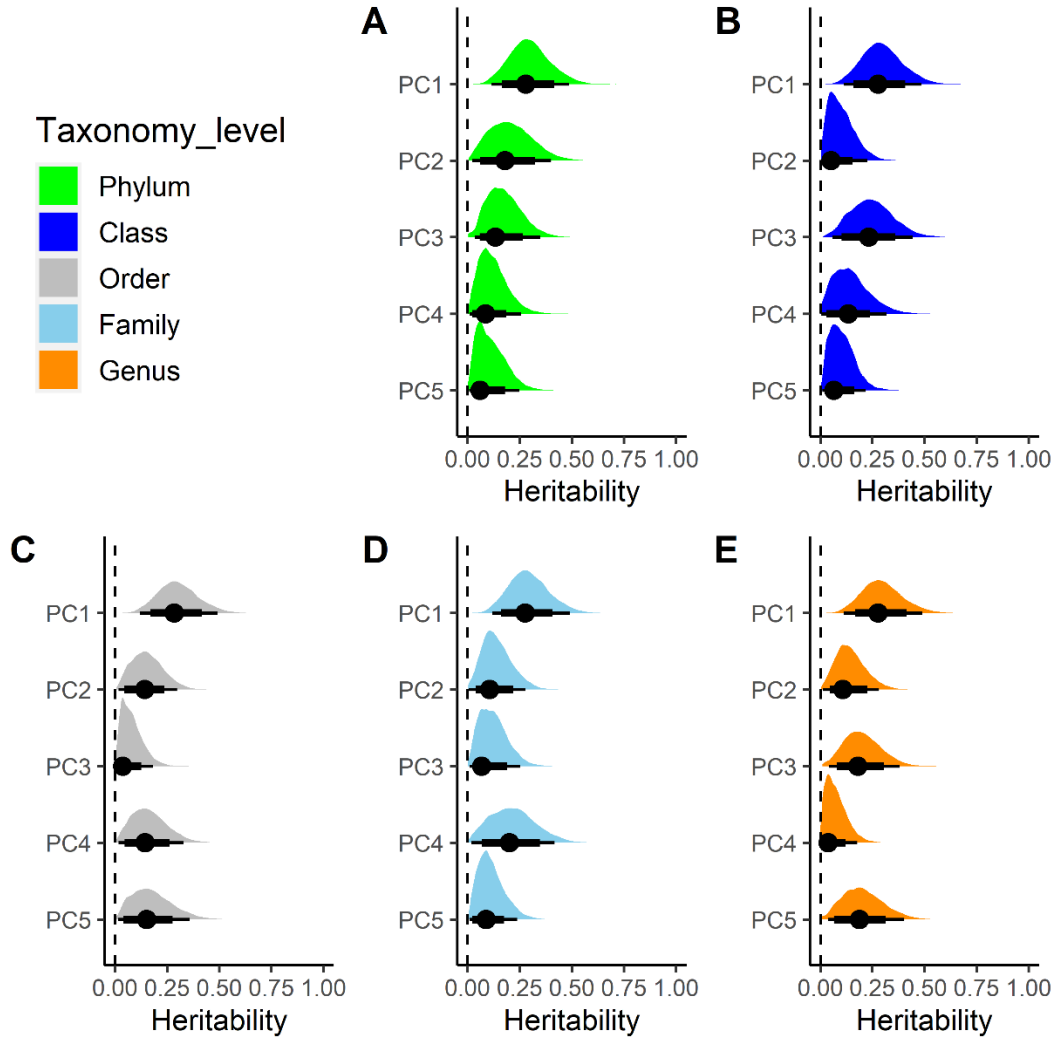 A
B
PC1
PC2
PC3
PC4
PC5
0.00 0.25 0.50 0.75 1.00
Heritability
PC1
PC2
PC3
PC4
PC5
0.00 0.25 0.50 0.75 1.00
Heritability
Taxonomy_level
Phylum
Class
Order
Family
Genus
C
D
E
PC1
PC2
PC3
PC4
PC5
0.00 0.25 0.50 0.75 1.00
Heritability
PC1
PC2
PC3
PC4
PC5
0.00 0.25 0.50 0.75 1.00
Heritability
PC1
PC2
PC3
PC4
PC5
0.00 0.25 0.50 0.75 1.00
Heritability